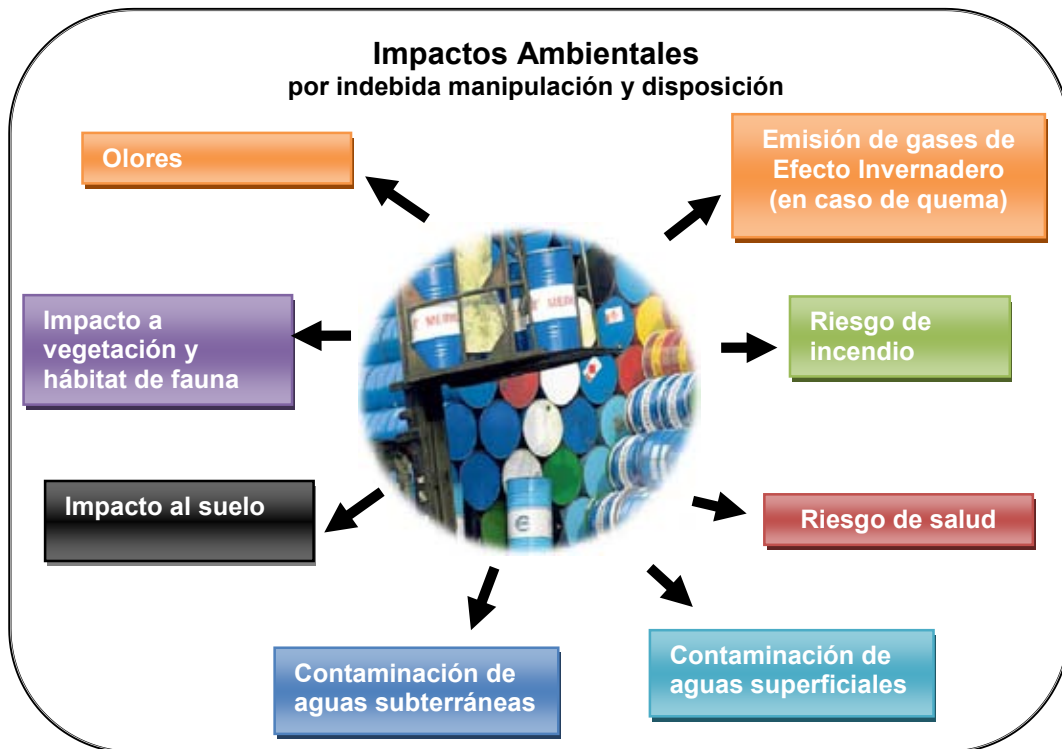 Impactos Ambientales
por indebida manipulación y disposición
Olores
Emisión de gases de
Efecto Invernadero
(en caso de quema)
Impacto a
vegetación y
hábitat de fauna
Riesgo de
incendio
Impacto al suelo
Riesgo de salud
Contaminación de
aguas subterráneas
Contaminación de
aguas superficiales